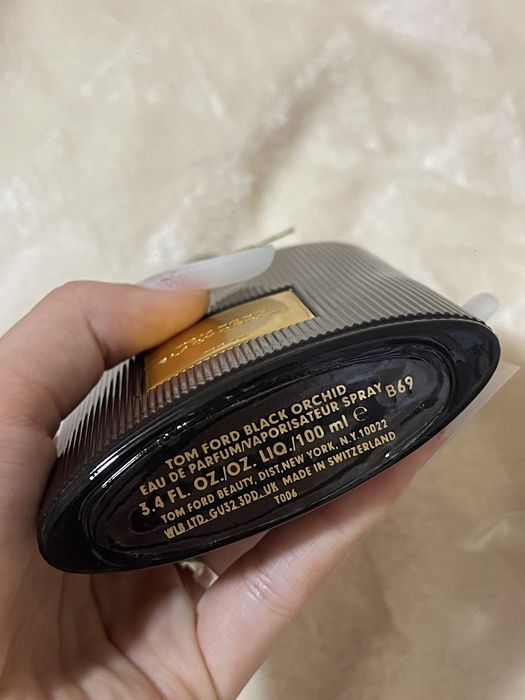 TOM FORD BLACK ORCHID
EAU DE PARFUM/VAPORISATEUR SPRAY
3.4 FL. OZ./OZ. LIQ./100 ml ℮ B69
TOM FORD BEAUTY, DIST.NEW YORK, N.Y.10022
WLB LTD. GU32 3DD. UK MADE IN SWITZERLAND
T006